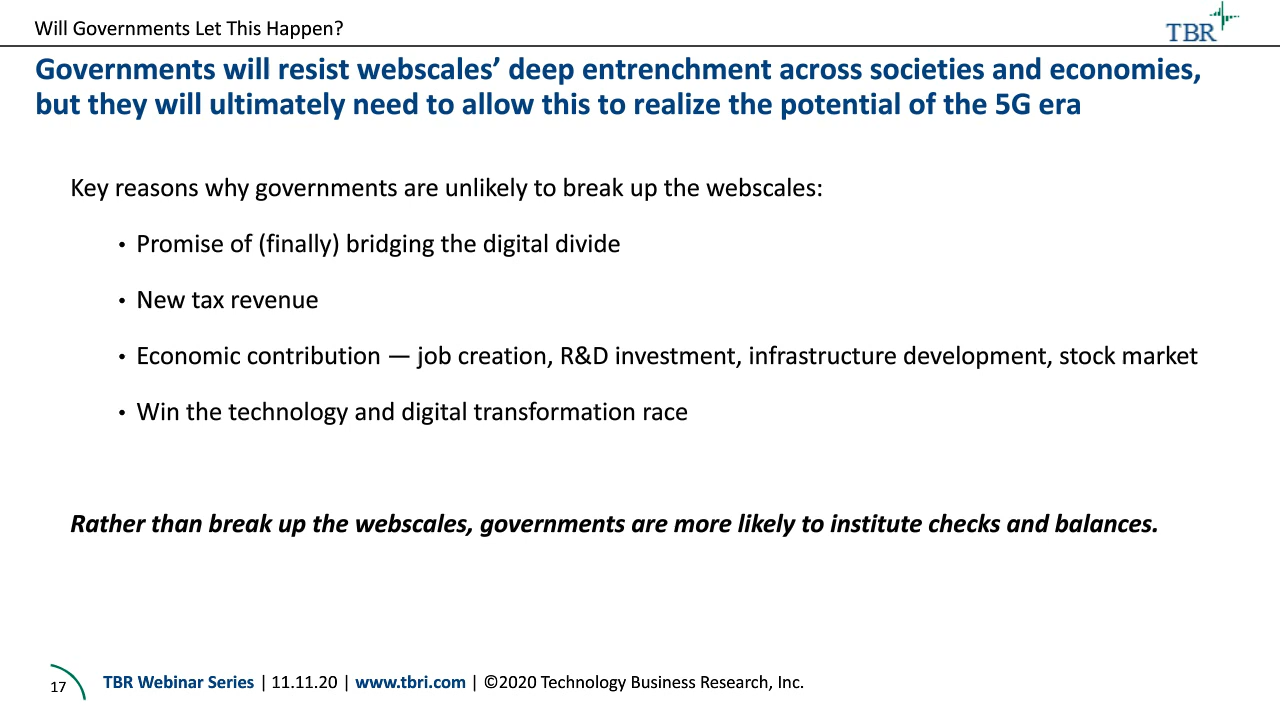 Will Governments Let This Happen?
TBR
Governments will resist webscales’ deep entrenchment across societies and economies,
but they will ultimately need to allow this to realize the potential of the 5G era
Key reasons why governments are unlikely to break up the webscales:
• Promise of (finally) bridging the digital divide
• New tax revenue
• Economic contribution — job creation, R&D investment, infrastructure development, stock market
• Win the technology and digital transformation race
Rather than break up the webscales, governments are more likely to institute checks and balances.
17 TBR Webinar Series | 11.11.20 | www.tbri.com | ©2020 Technology Business Research, Inc.